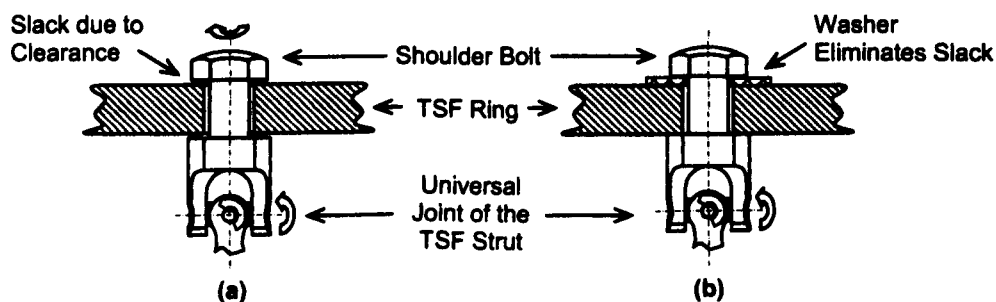 Slack due to
Clearance
Shoulder Bolt
Washer
Eliminates Slack
TSF Ring
Universal
Joint of the
TSF Strut
(a)
(b)